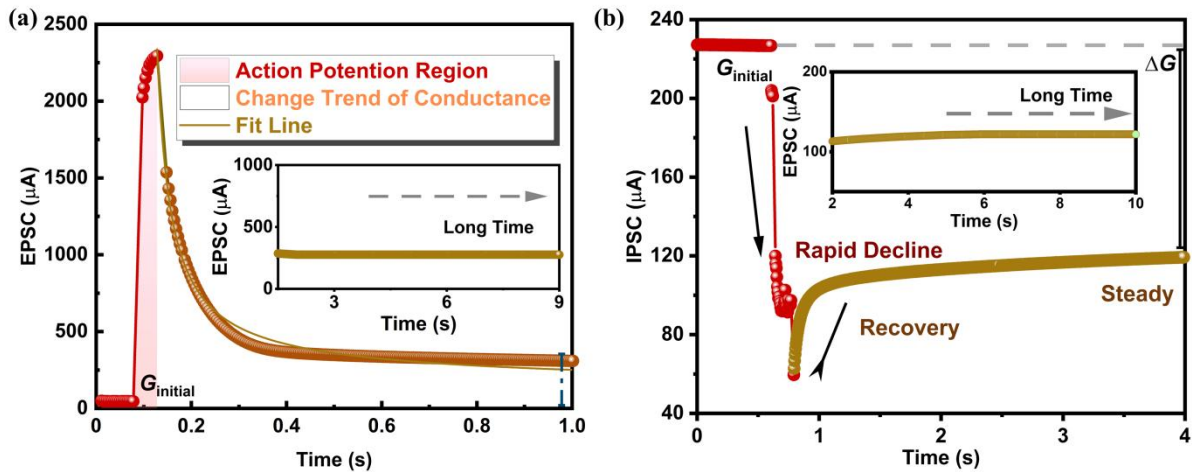 (a)
2500
2000
1500
1000
500
0
EPSC (μA)
Action Potention Region
Change Trend of Conductance
Fit Line
1000
750
500
250
0
EPSC (μA)
Long Time
3
6
9
Time (s)
G initial
0
0.2
0.4
0.6
0.8
1.0
Time (s)
(b)
240
200
160
120
80
40
IPSC (μA)
G initial
ΔG
200
100
EPSC (μA)
Long Time
2
4
6
8
10
Time (s)
Rapid Decline
Recovery
Steady
0
1
2
3
4
Time (s)